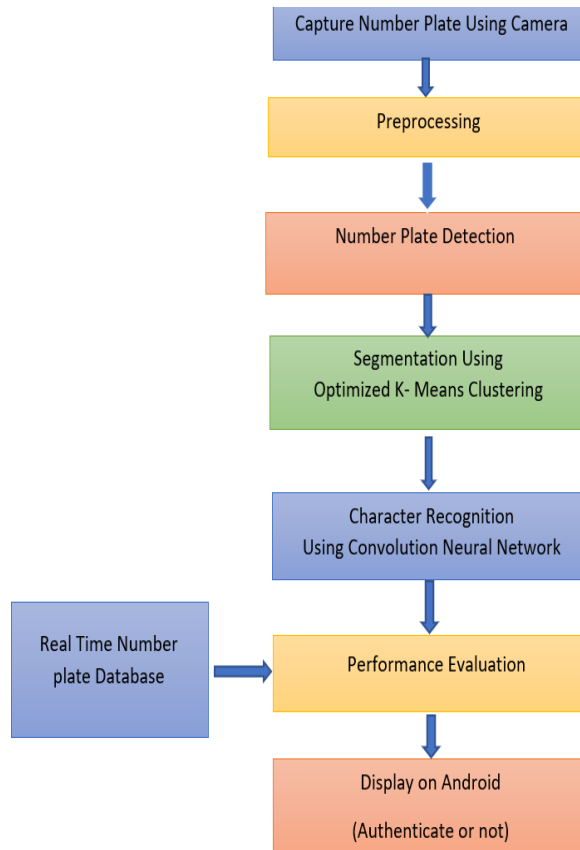 Capture Number Plate Using Camera
Preprocessing
Number Plate Detection
Segmentation Using
Optimized K- Means Clustering
Character Recognition
Using Convolution Neural Network
Real Time Number
plate Database
Performance Evaluation
Display on Android
(Authenticate or not)